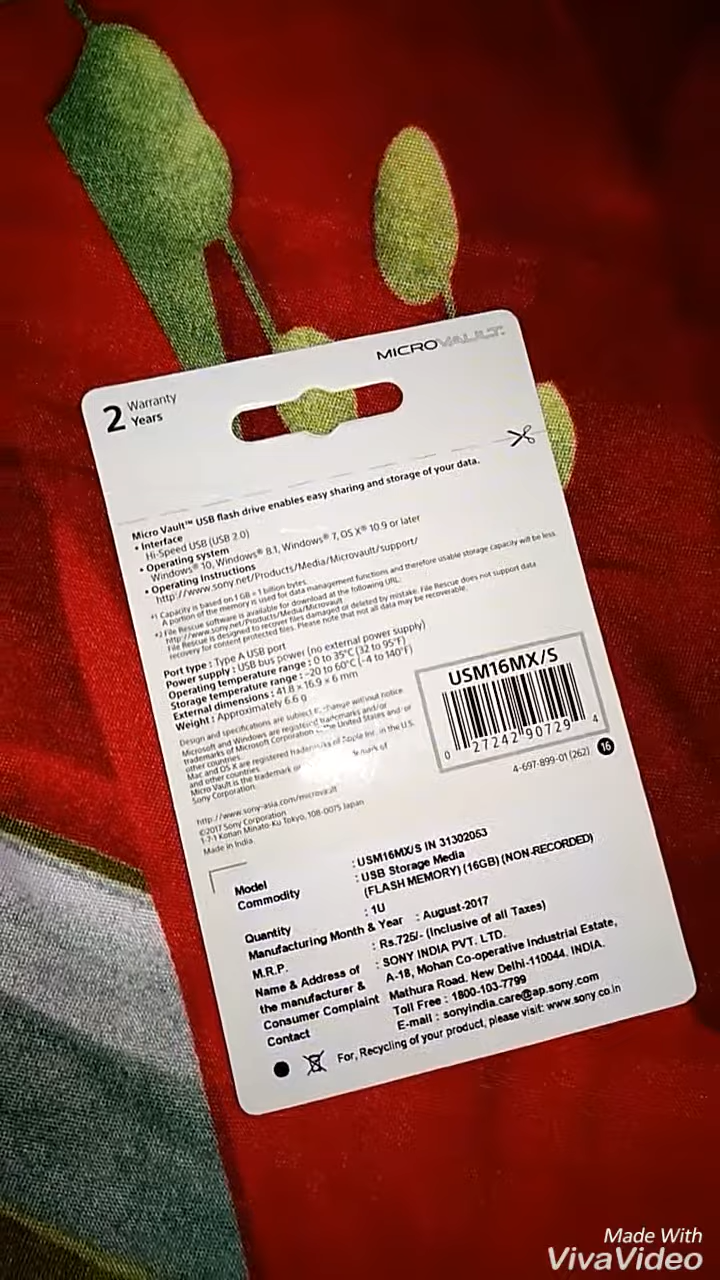 MICROVAULT
2 Warranty
Years
Micro Vault™ USB flash drive enables easy sharing and storage of your data.
• Interface
Hi-Speed USB (USB 2.0)
• Operating system
Windows® 10, Windows® 8.1, Windows® 7, OS X® 10.9 or later
• Operating Instructions
http://www.sony.net/Products/Media/Microvault/support/
*1 Capacity is based on 1 GB = 1 billion bytes.
A portion of the memory is used for data management functions and therefore usable storage capacity will be less.
*2 File Rescue software is available for download at the following URL:
http://www.sony.net/Products/Media/Microvault
File Rescue is designed to recover files damaged or deleted by mistake. File Rescue does not support data
recovery for content protected files. Please note that not all data may be recoverable.
Port type : Type A USB port
Power supply : USB bus power (no external power supply)
Operating temperature range : 0 to 35°C (32 to 95°F)
Storage temperature range : -20 to 60°C (-4 to 140°F)
External dimensions : 41.8 × 16.9 × 6 mm
Weight : Approximately 6.6 g
Design and specifications are subject to change without notice.
Microsoft and Windows are registered trademarks and/or
trademarks of Microsoft Corporation in the United States and/or
other countries.
Mac and OS X are registered trademarks of Apple Inc. in the U.S.
and other countries.
Micro Vault is the trademark or trademark of
Sony Corporation.
USM16MX/S
0 27242 90729 4
4-697-899-01 (262) 16
http://www.sony-asia.com/microvault
©2017 Sony Corporation
1-7-1 Konan Minato-Ku Tokyo, 108-0075 Japan
Made in India
Model : USM16MX/S IN 31302053
Commodity : USB Storage Media
(FLASH MEMORY) (16GB) (NON-RECORDED)
Quantity : 1U
Manufacturing Month & Year : August-2017
M.R.P. : Rs.725/- (Inclusive of all Taxes)
Name & Address of : SONY INDIA PVT. LTD.
the manufacturer & A-18, Mohan Co-operative Industrial Estate,
Consumer Complaint Mathura Road. New Delhi-110044. INDIA.
Contact Toll Free : 1800-103-7799
E-mail : sonyindia.care@ap.sony.com
For, Recycling of your product, please visit: www.sony.co.in
Made With
VivaVideo